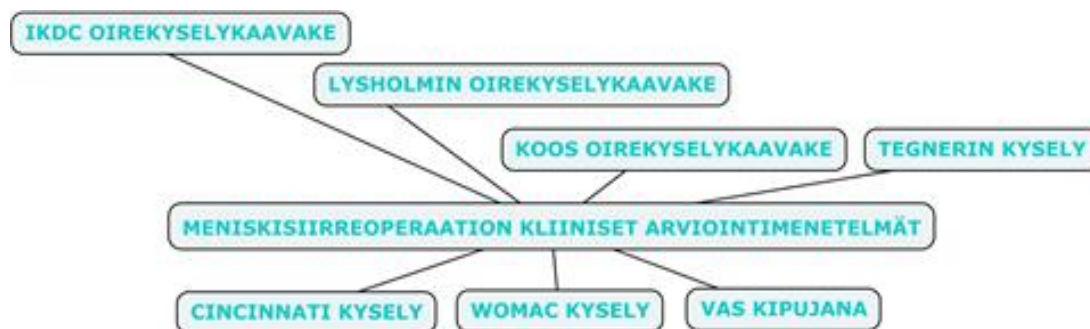 IKDC OIREKYSELYKAAVAKE
LYSHOLMIN OIREKYSELYKAAVAKE
KOOS OIREKYSELYKAAVAKE
TEGNERIN KYSELY
MENISKISIIRREOPERAATION KLIINISET ARVIOINTIMENETELMÄT
CINCINNATI KYSELY
WOMAC KYSELY
VAS KIPUJANA